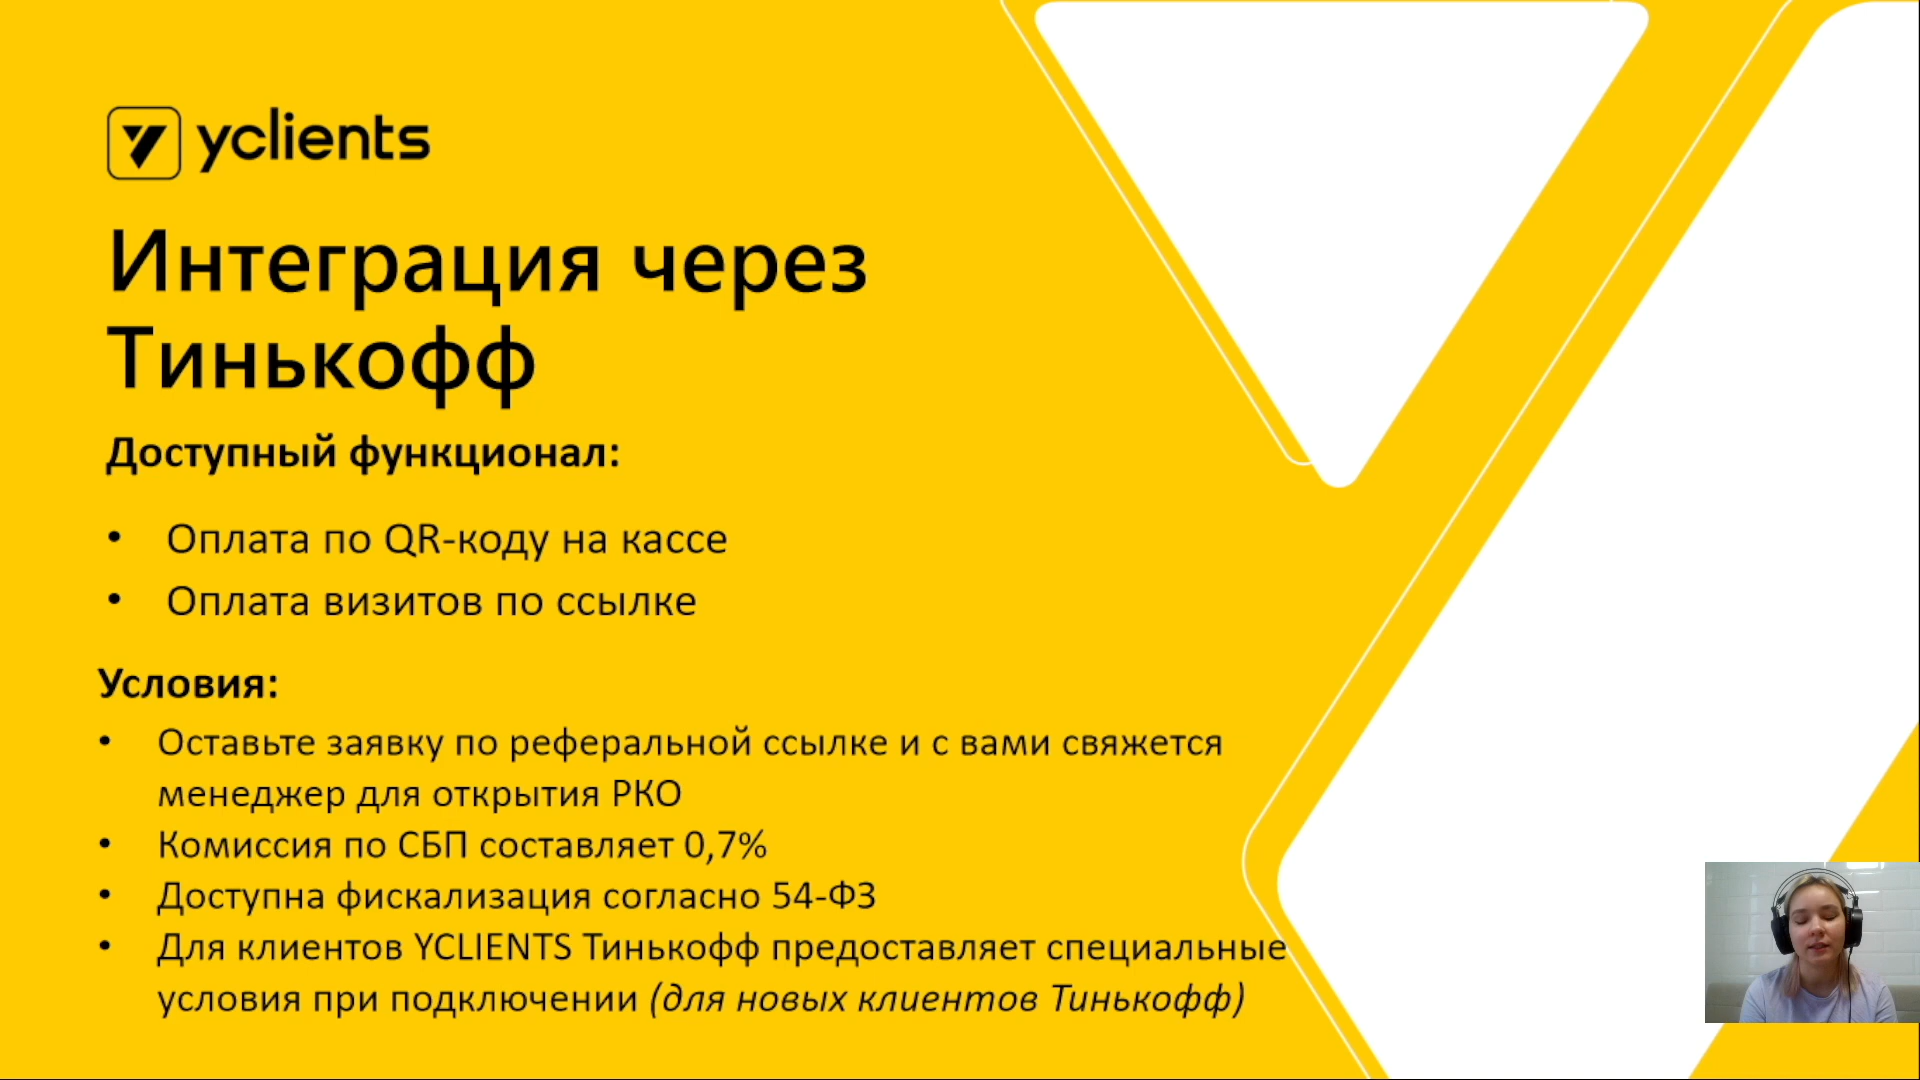 yclients
Интеграция через
Тинькофф
Доступный функционал:
• Оплата по QR-коду на кассе
• Оплата визитов по ссылке
Условия:
• Оставьте заявку по реферальной ссылке и с вами свяжется
менеджер для открытия РКО
• Комиссия по СБП составляет 0,7%
• Доступна фискализация согласно 54-ФЗ
• Для клиентов YCLIENTS Тинькофф предоставляет специальные
условия при подключении (для новых клиентов Тинькофф)